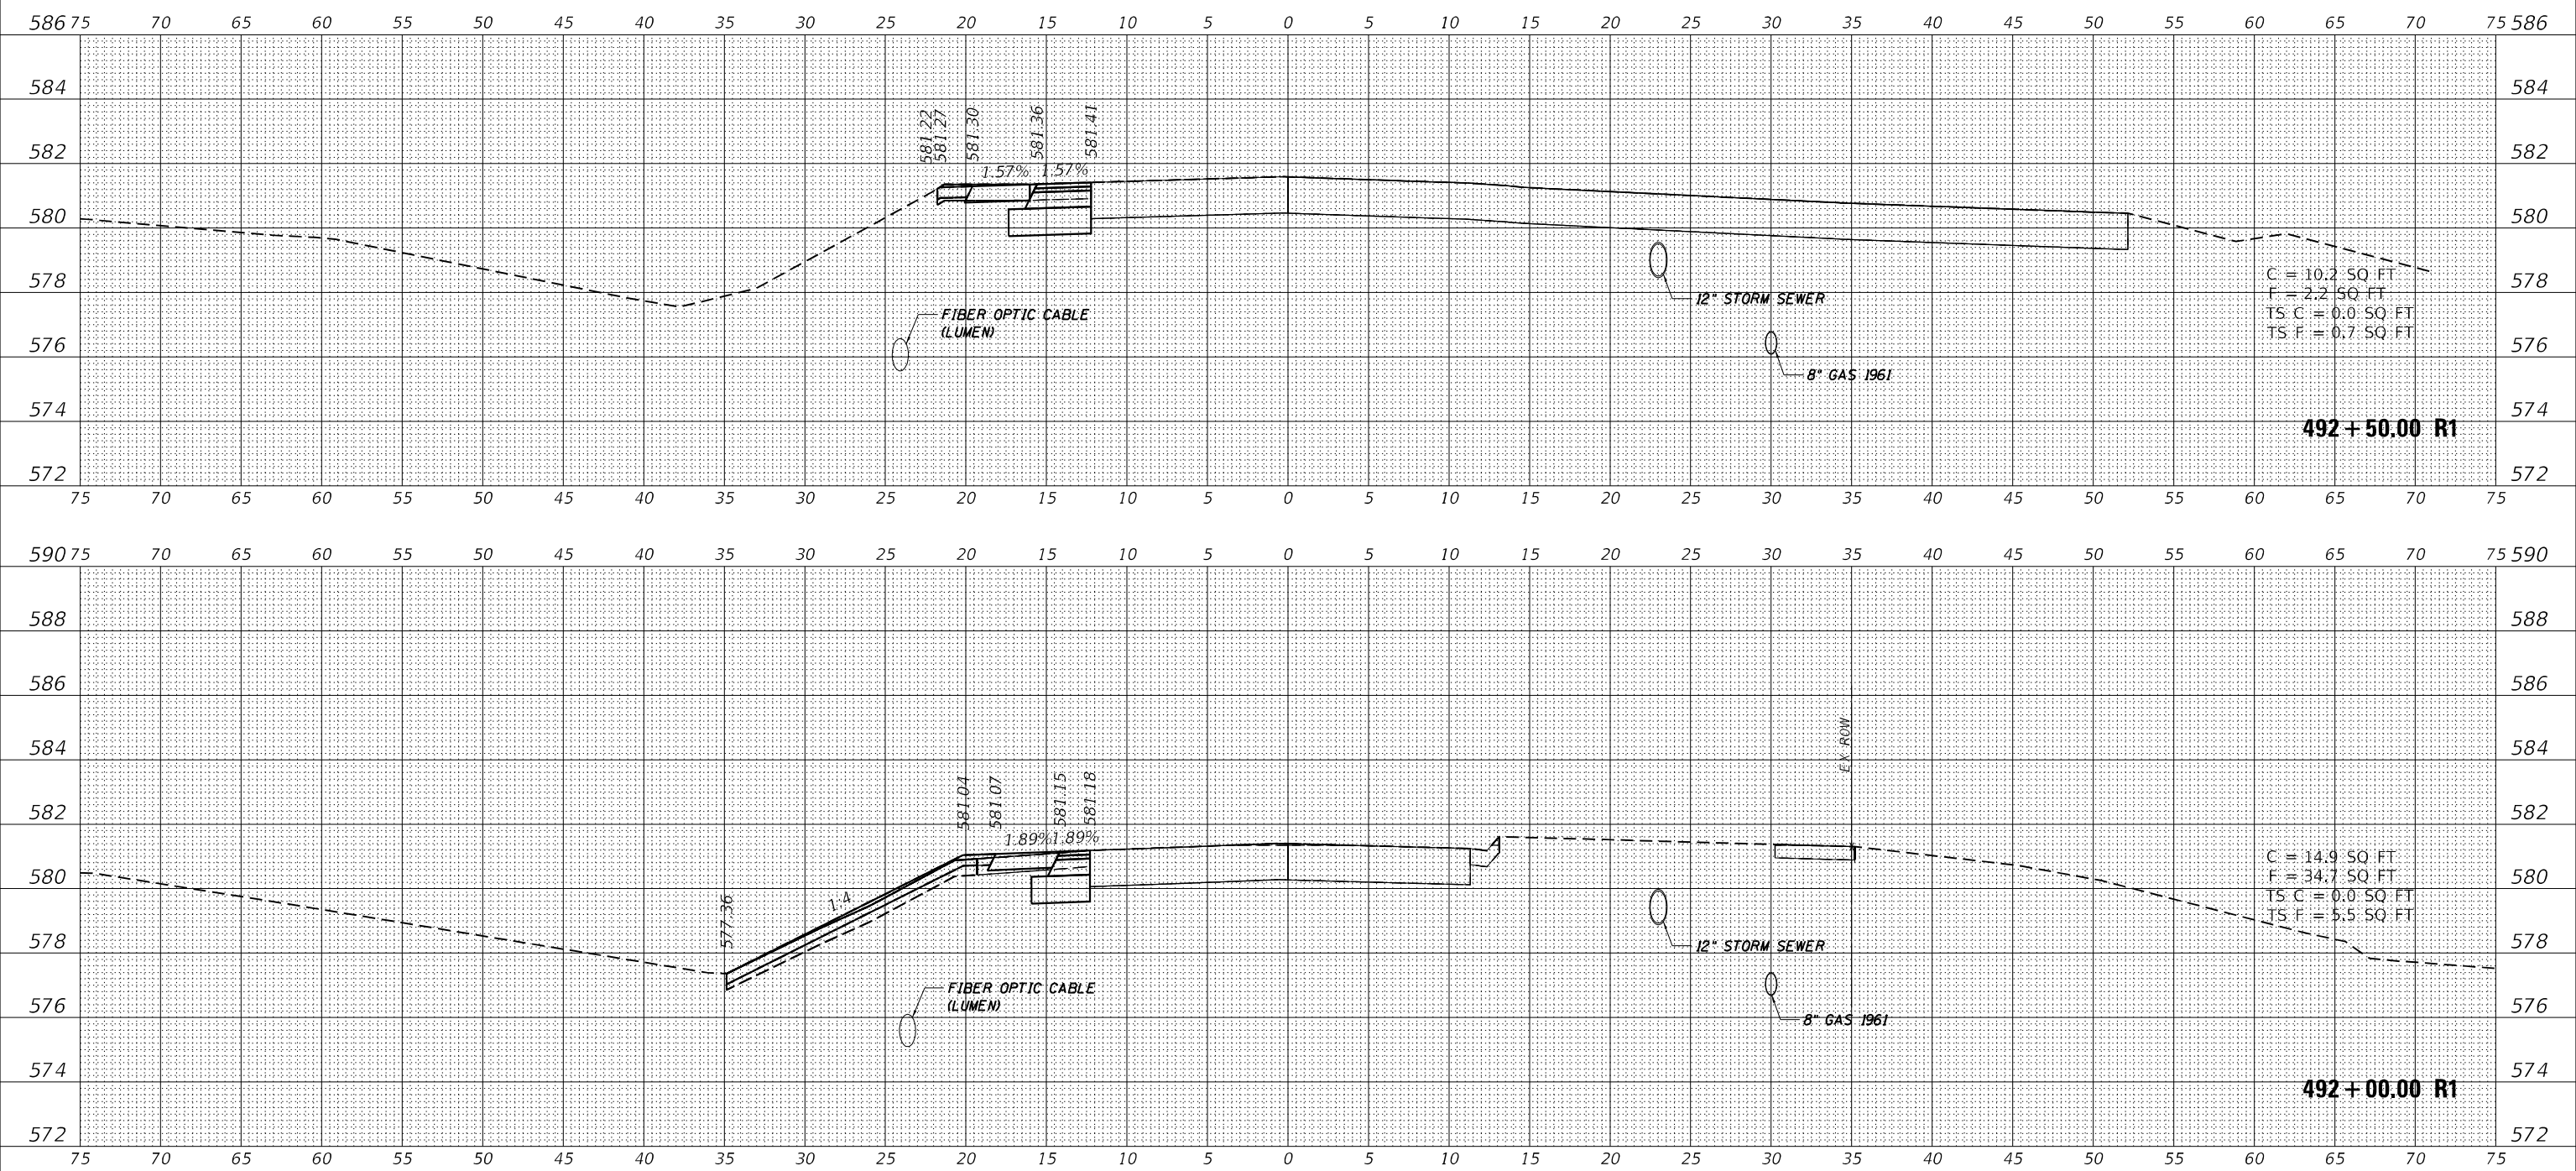 586 75 70 65 60 55 50 45 40 35 30 25 20 15 10 5 0 5 10 15 20 25 30 35 40 45 50 55 60 65 70 75 586
584 584
581.22 581.27 581.30 581.36 581.41
582 582
1.57% 1.57%
580 580
578 578
C = 10.2 SQ FT
F = 2.2 SQ FT
TS C = 0.0 SQ FT
TS F = 0.7 SQ FT
12" STORM SEWER
FIBER OPTIC CABLE
(LUMEN)
576 576
8" GAS 1961
574 574
492+50.00 R1
572 572
75 70 65 60 55 50 45 40 35 30 25 20 15 10 5 0 5 10 15 20 25 30 35 40 45 50 55 60 65 70 75
590 75 70 65 60 55 50 45 40 35 30 25 20 15 10 5 0 5 10 15 20 25 30 35 40 45 50 55 60 65 70 75 590
588 588
586 586
EX ROW
584 584
581.04 581.07 581.15 581.18
582 582
1.89% 1.89%
C = 14.9 SQ FT
F = 34.7 SQ FT
TS C = 0.0 SQ FT
TS F = 5.5 SQ FT
580 580
1:4
577.36
578 578
12" STORM SEWER
FIBER OPTIC CABLE
(LUMEN)
576 576
8" GAS 1961
574 574
492+00.00 R1
572 572
75 70 65 60 55 50 45 40 35 30 25 20 15 10 5 0 5 10 15 20 25 30 35 40 45 50 55 60 65 70 75